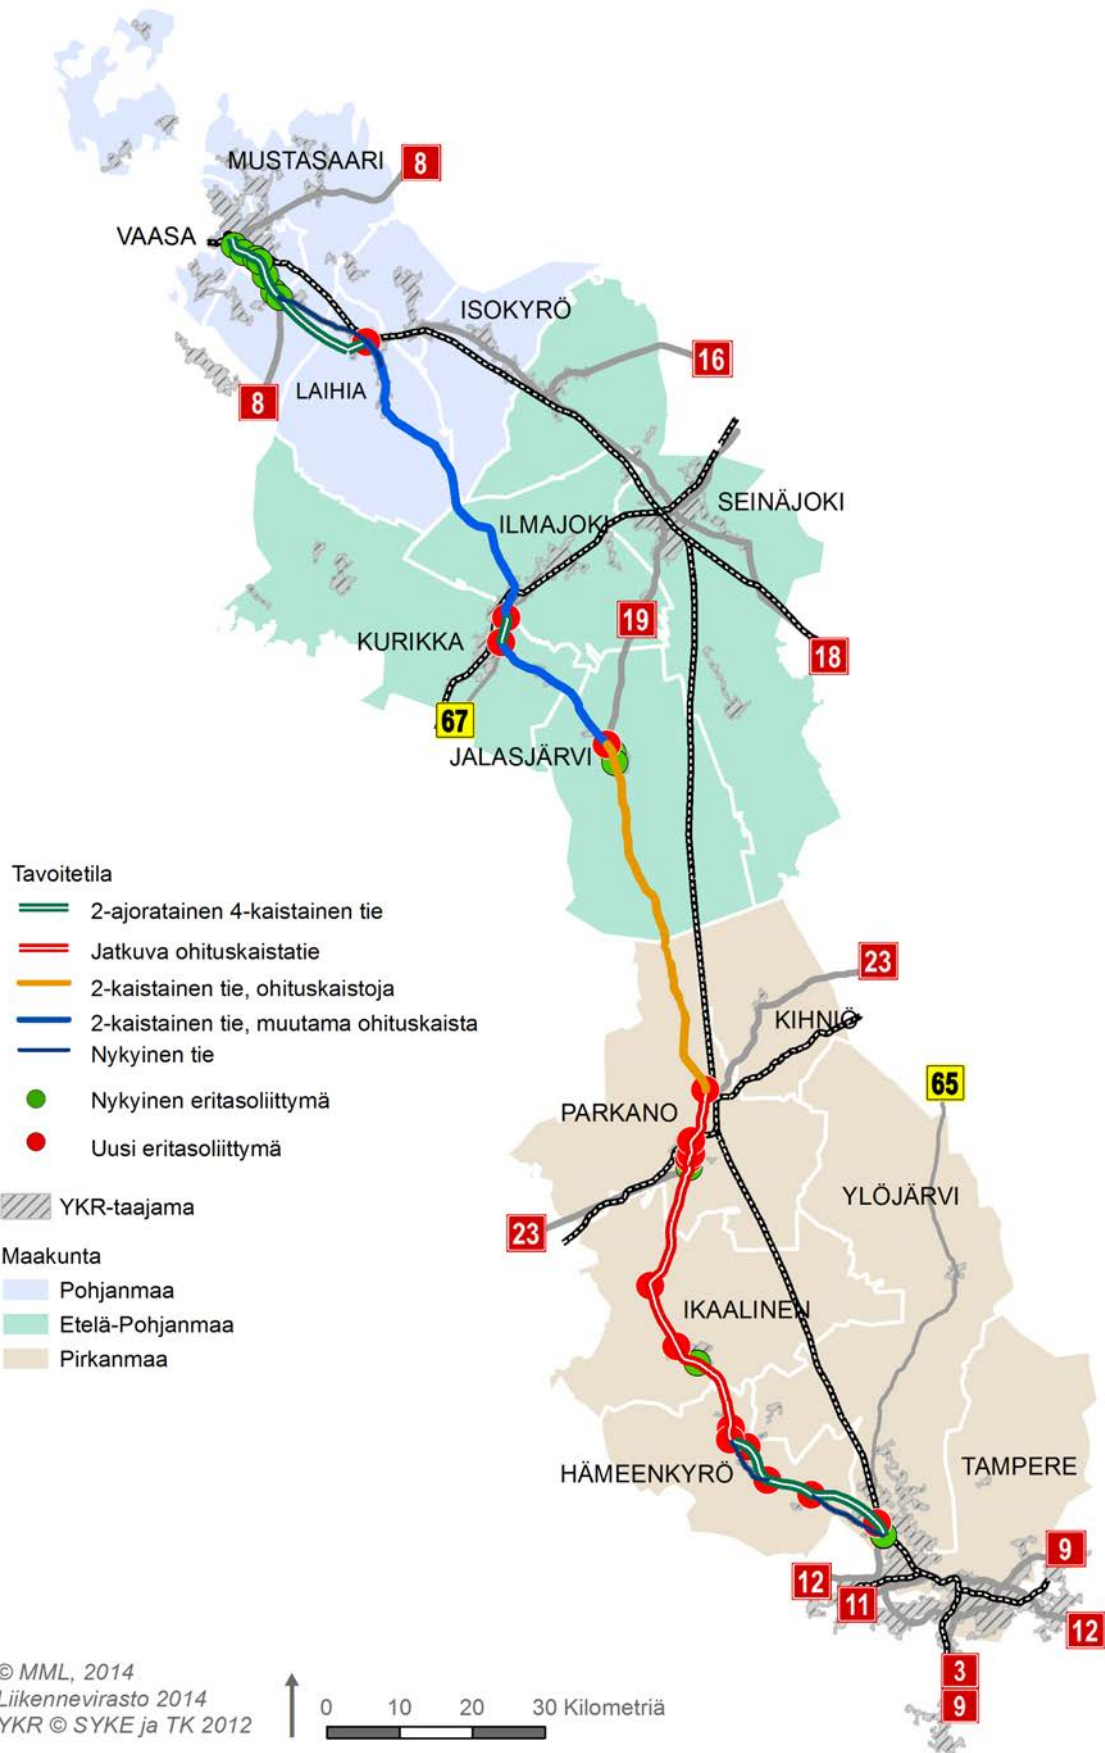 MUSTASAARI
8
VAASA
ISOKYRÖ
16
LAIHIA
8
SEINÄJOKI
ILMAJOKI
19
KURIKKA
18
67
JALASJÄRVI
Tavoitetila
2-ajoratainen 4-kaistainen tie
Jatkuva ohituskaistatie
2-kaistainen tie, ohituskaistoja
2-kaistainen tie, muutama ohituskaista
Nykyinen tie
Nykyinen eritasoliittymä
Uusi eritasoliittymä
YKR-taajama
Maakunta
Pohjanmaa
Etelä-Pohjanmaa
Pirkanmaa
23
KIHNIÖ
65
PARKANO
YLÖJÄRVI
23
IKAALINEN
HÄMEENKYRÖ
TAMPERE
9
12
11
12
3
9
© MML, 2014
Liikennevirasto 2014
YKR © SYKE ja TK 2012
0 10 20 30 Kilometriä